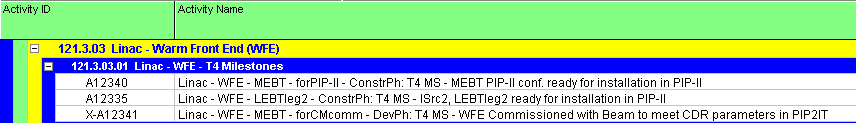 Activity ID Activity Name
121.3.03 Linac - Warm Front End (WFE)
121.3.03.01 Linac - WFE - T4 Milestones
A12340 Linac - WFE - MEBT - forPIP-II - ConstrPh: T4 MS - MEBT PIP-II conf. ready for installation in PIP-II
A12335 Linac - WFE - LEBTleg2 - ConstrPh: T4 MS - ISrc2, LEBTleg2 ready for installation in PIP-II
X-A12341 Linac - WFE - MEBT - forCMcomm - DevPh: T4 MS - WFE Commissioned with Beam to meet CDR parameters in PIP2IT